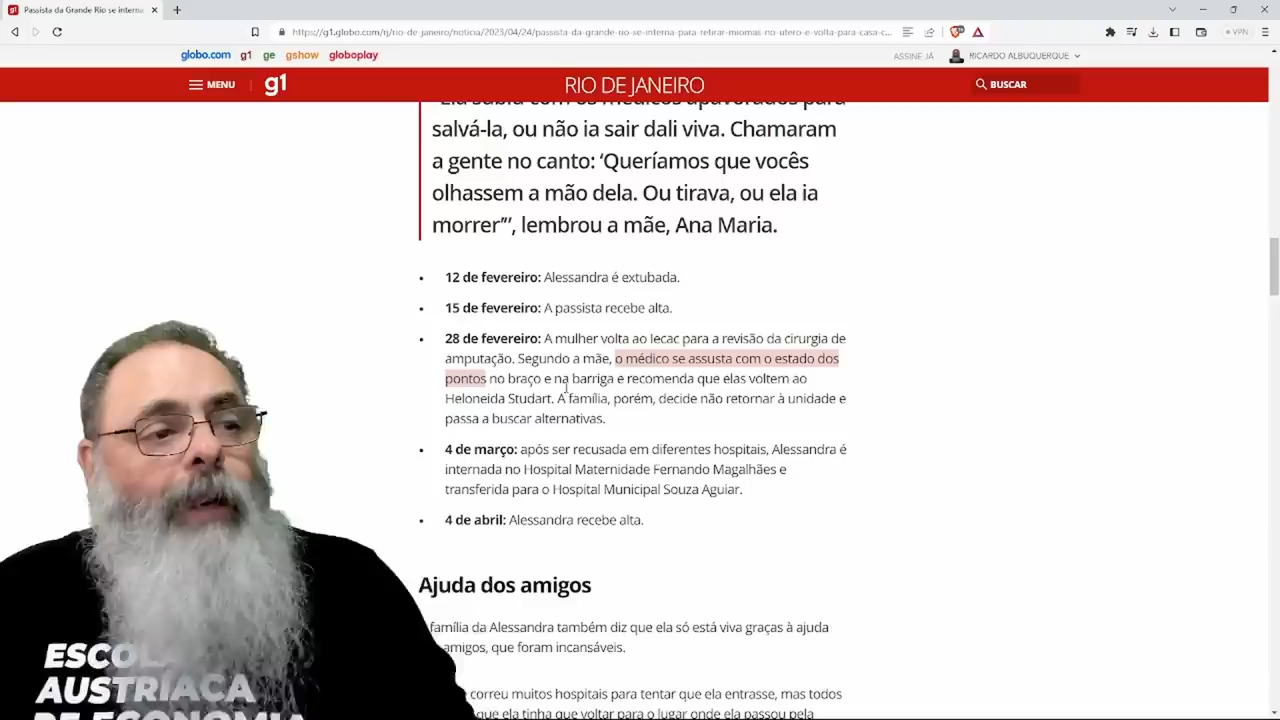 Passista da Grande Rio se interna
https://g1.globo.com/rj/rio-de-janeiro/noticia/2023/04/24/passista-da-grande-rio-se-interna-para-retirar-miomas-no-utero-e-volta-para-casa-c...
VPN
globo.com g1 ge gshow globoplay
ASSINE JÁ RICARDO ALBUQUERQUE
MENU g1 RIO DE JANEIRO BUSCAR
salvá-la, ou não ia sair dali viva. Chamaram
a gente no canto: ‘Queríamos que vocês
olhassem a mão dela. Ou tirava, ou ela ia
morrer’”, lembrou a mãe, Ana Maria.
• 12 de fevereiro: Alessandra é extubada.
• 15 de fevereiro: A passista recebe alta.
• 28 de fevereiro: A mulher volta ao Iecac para a revisão da cirurgia de
amputação. Segundo a mãe, o médico se assusta com o estado dos
pontos no braço e na barriga e recomenda que elas voltem ao
Heloneida Studart. A família, porém, decide não retornar à unidade e
passa a buscar alternativas.
• 4 de março: após ser recusada em diferentes hospitais, Alessandra é
internada no Hospital Maternidade Fernando Magalhães e
transferida para o Hospital Municipal Souza Aguiar.
• 4 de abril: Alessandra recebe alta.
Ajuda dos amigos
família da Alessandra também diz que ela só está viva graças à ajuda
amigos, que foram incansáveis.
correu muitos hospitais para tentar que ela entrasse, mas todos
que ela tinha que voltar para o lugar onde ela passou pela
AUSTRÍACA
DE ECONOMIA